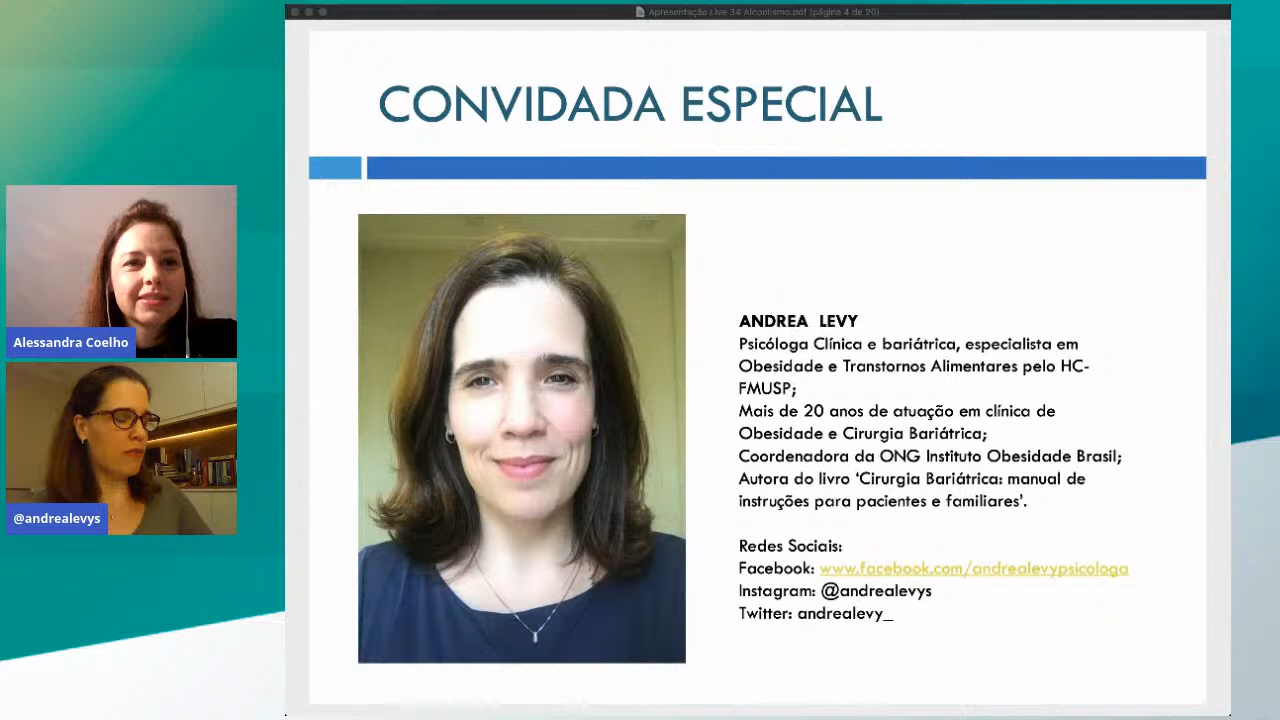 Apresentação Live 34 Alcoolismo.pdf (página 4 de 20)
CONVIDADA ESPECIAL
Alessandra Coelho
@andrealevys
ANDREA LEVY
Psicóloga Clínica e bariátrica, especialista em
Obesidade e Transtornos Alimentares pelo HC-
FMUSP;
Mais de 20 anos de atuação em clínica de
Obesidade e Cirurgia Bariátrica;
Coordenadora da ONG Instituto Obesidade Brasil;
Autora do livro ‘Cirurgia Bariátrica: manual de
instruções para pacientes e familiares’.
Redes Sociais:
Facebook: www.facebook.com/andrealevypsicologa
Instagram: @andrealevys
Twitter: andrealevy_